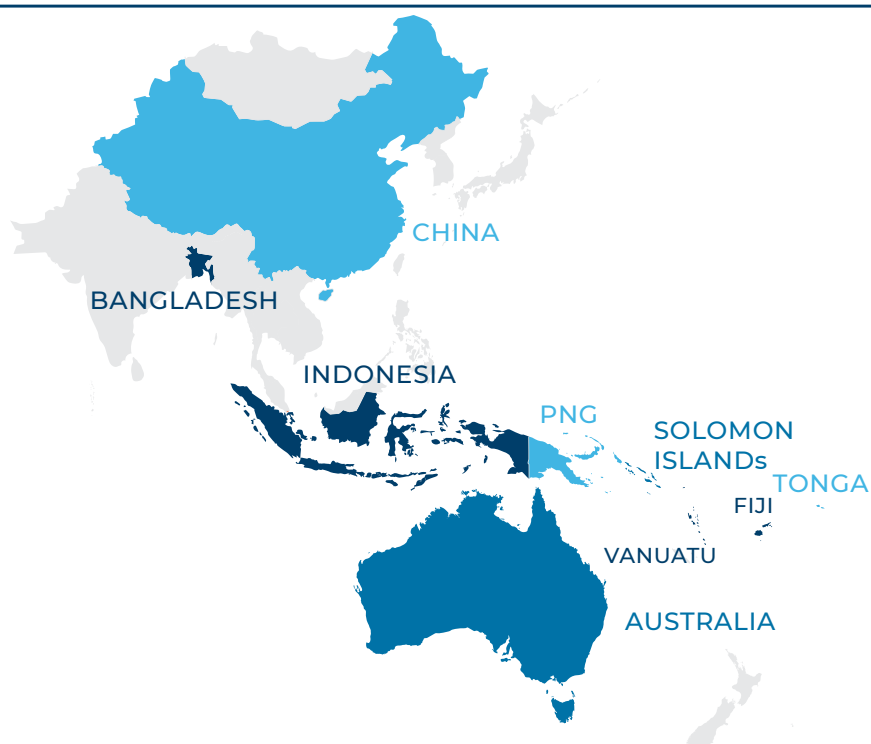 CHINA
BANGLADESH
INDONESIA
PNG
SOLOMON
ISLANDs
TONGA
FIJI
VANUATU
AUSTRALIA